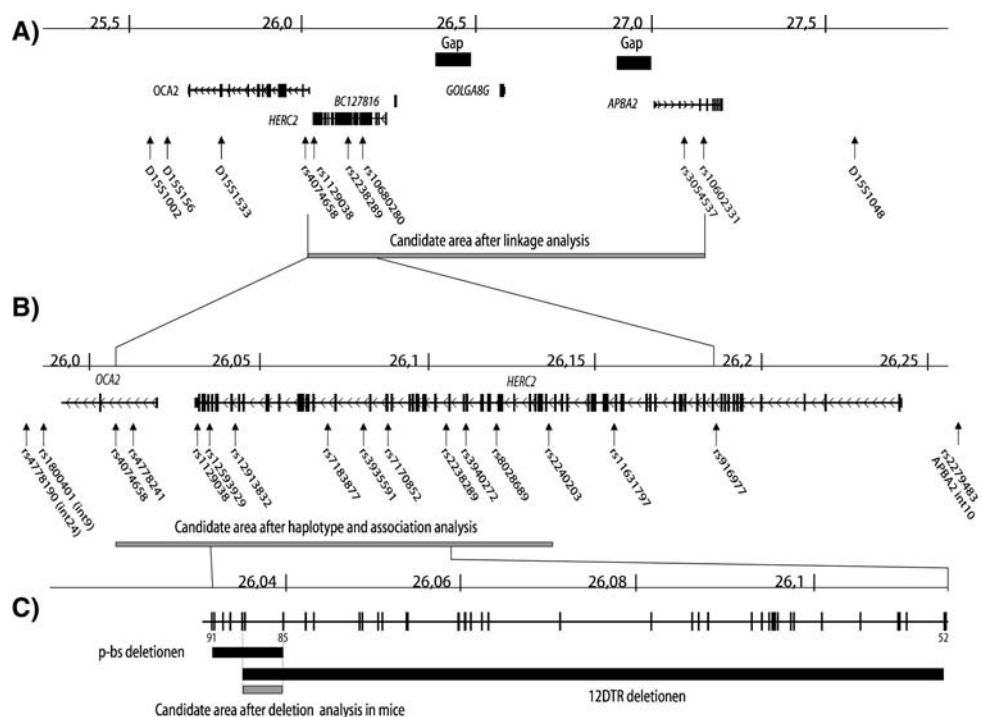 A)
25,5 26,0 26,5 27,0 27,5
Gap Gap
OCA2 BC127816 GOLGA8G APBA2
HERC2
D15S1002
D15S156
D15S1533
rs4074658
rs1129038
rs2238289
rs10680280
rs3054537
rs10602331
D15S1048
Candidate area after linkage analysis
B)
26,0 26,05 26,1 26,15 26,2 26,25
OCA2 HERC2
rs4778190 (int24)
rs1800401 (int9)
rs4074658
rs4778241
rs1129038
rs12593929
rs12913832
rs7183877
rs3935591
rs7170852
rs2238289
rs3940272
rs8028689
rs2240203
rs11631797
rs916977
rs2279483
APBA2 int10
Candidate area after haplotype and association analysis
26,04 26,06 26,08 26,1
C)
91 85 52
p-bs deletionen
12DTR deletionen
Candidate area after deletion analysis in mice